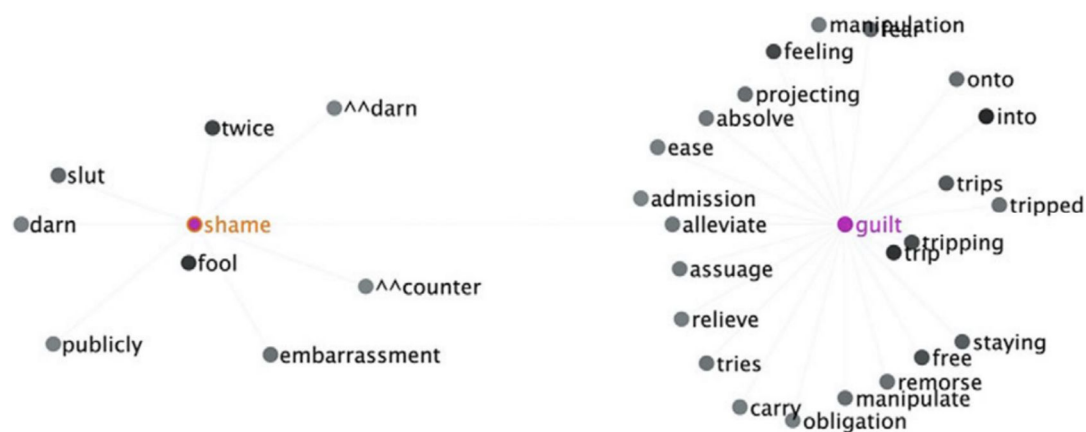 manipulation
fear
feeling
onto
projecting
^^darn
into
absolve
twice
ease
slut
trips
admission
tripped
darn
shame
alleviate
guilt
tripping
trip
fool
assuage
^^counter
relieve
publicly
staying
embarrassment
free
tries
remorse
manipulate
carry
obligation